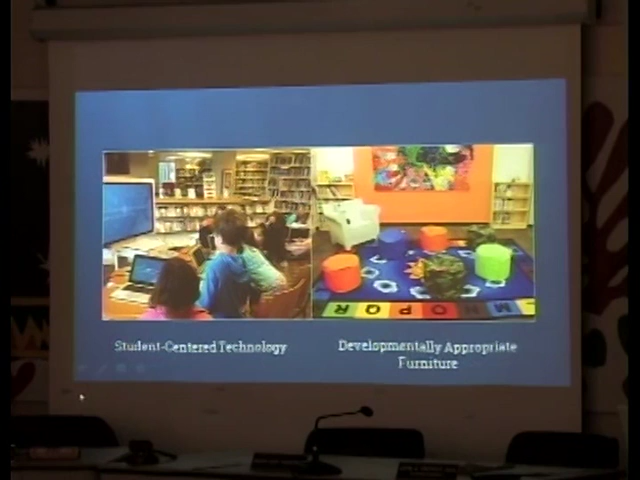 Student-Centered Technology
Developmentally Appropriate
Furniture
M N O P Q R